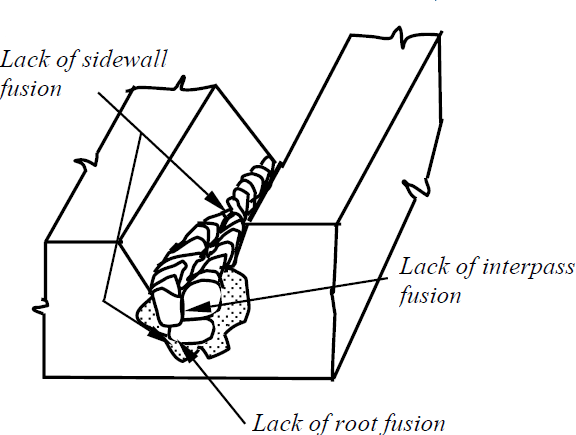 Lack of sidewall
fusion
Lack of interpass
fusion
Lack of root fusion